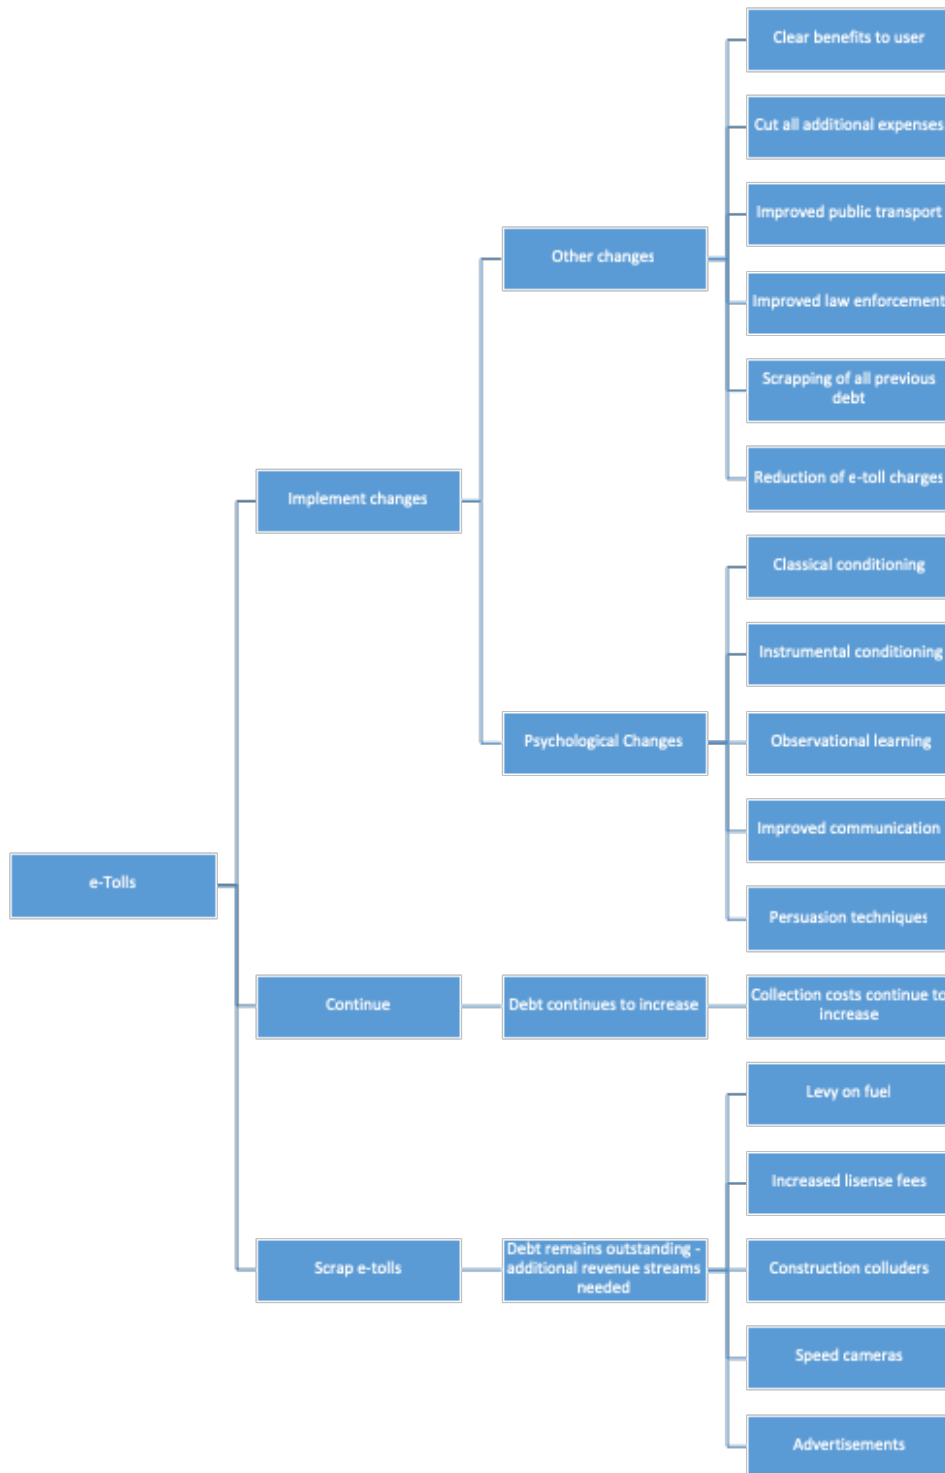 Clear benefits to user
Cut all additional expenses
Improved public transport
Other changes
Improved law enforcement
Scrapping of all previous
debt
Reduction of e-toll charges
Implement changes
Classical conditioning
Instrumental conditioning
Psychological Changes
Observational learning
Improved communication
e-Tolls
Persuasion techniques
Continue
Debt continues to increase
Collection costs continue to
increase
Levy on fuel
Increased lisense fees
Scrap e-tolls
Debt remains outstanding -
additional revenue streams
needed
Construction colluders
Speed cameras
Advertisements